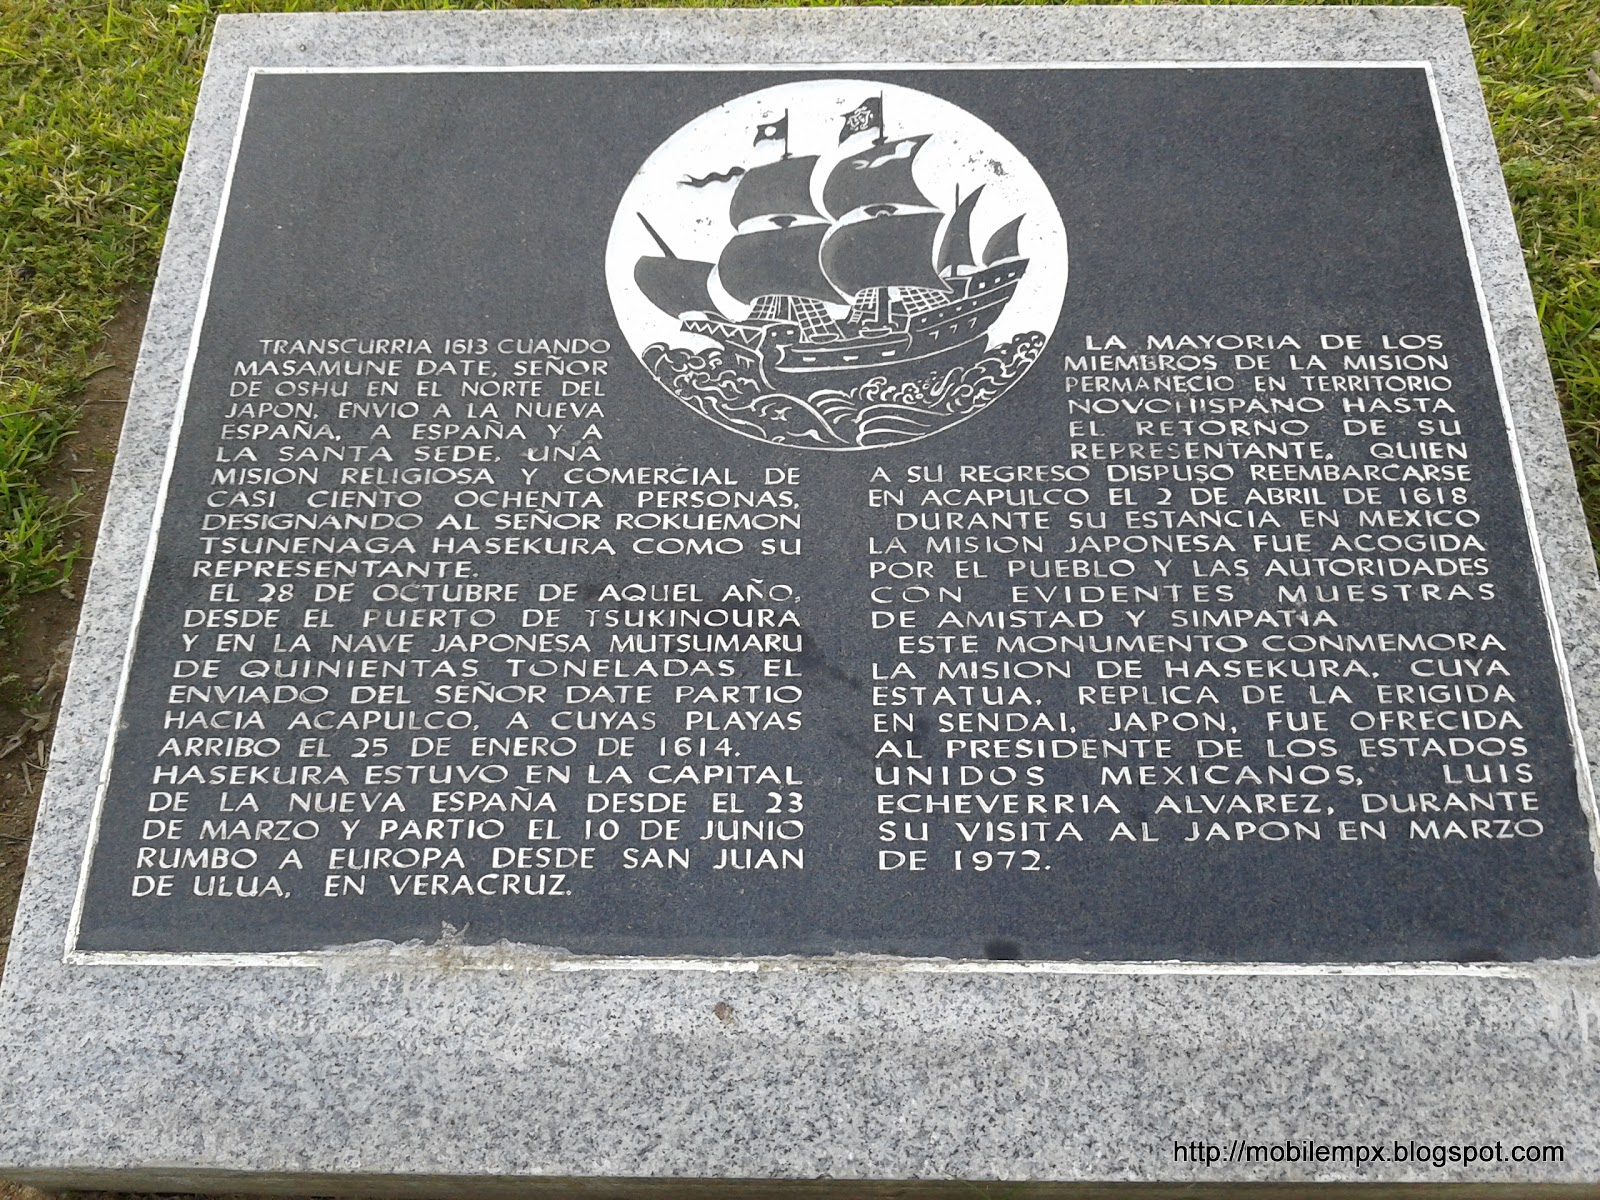 TRANSCURRIA 1613 CUANDO
MASAMUNE DATE, SEÑOR
DE OSHU EN EL NORTE DEL
JAPON, ENVIO A LA NUEVA
ESPAÑA, A ESPAÑA Y A
LA SANTA SEDE, UNA
MISION RELIGIOSA Y COMERCIAL DE
CASI CIENTO OCHENTA PERSONAS,
DESIGNANDO AL SEÑOR ROKUEMON
TSUNENAGA HASEKURA COMO SU
REPRESENTANTE.
EL 28 DE OCTUBRE DE AQUEL AÑO,
DESDE EL PUERTO DE TSUKINOURA
Y EN LA NAVE JAPONESA MUTSUMARU
DE QUINIENTAS TONELADAS, EL
ENVIADO DEL SEÑOR DATE PARTIO
HACIA ACAPULCO, A CUYAS PLAYAS
ARRIBO EL 25 DE ENERO DE 1614.
HASEKURA ESTUVO EN LA CAPITAL
DE LA NUEVA ESPAÑA DESDE EL 23
DE MARZO Y PARTIO EL 10 DE JUNIO
RUMBO A EUROPA DESDE SAN JUAN
DE ULUA, EN VERACRUZ.
LA MAYORIA DE LOS
MIEMBROS DE LA MISION
PERMANECIO EN TERRITORIO
NOVOHISPANO HASTA
EL RETORNO DE SU
REPRESENTANTE, QUIEN
A SU REGRESO DISPUSO REEMBARCARSE
EN ACAPULCO EL 2 DE ABRIL DE 1618.
DURANTE SU ESTANCIA EN MEXICO
LA MISION JAPONESA FUE ACOGIDA
POR EL PUEBLO Y LAS AUTORIDADES
CON EVIDENTES MUESTRAS
DE AMISTAD Y SIMPATIA.
ESTE MONUMENTO CONMEMORA
LA MISION DE HASEKURA, CUYA
ESTATUA, REPLICA DE LA ERIGIDA
EN SENDAI, JAPON, FUE OFRECIDA
AL PRESIDENTE DE LOS ESTADOS
UNIDOS MEXICANOS, LUIS
ECHEVERRIA ALVAREZ, DURANTE
SU VISITA AL JAPON EN MARZO
DE 1972.
http://mobilempx.blogspot.com